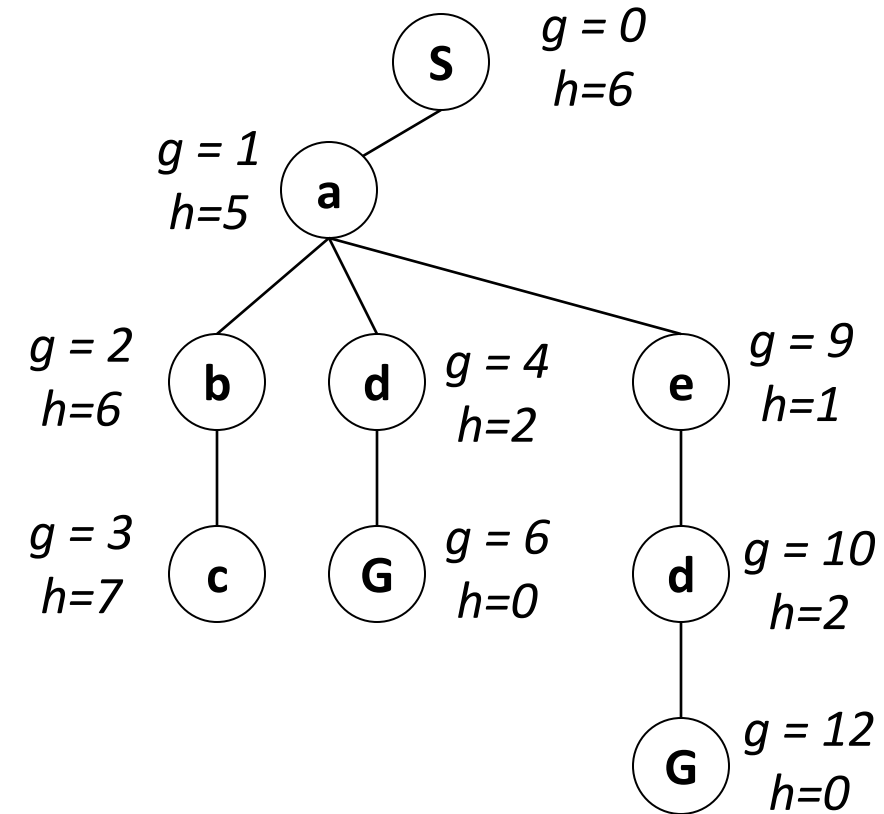 S
g = 0
h=6
g = 1
h=5
a
g = 2
h=6
b
d
g = 4
h=2
e
g = 9
h=1
g = 3
h=7
c
G
g = 6
h=0
d
g = 10
h=2
G
g = 12
h=0